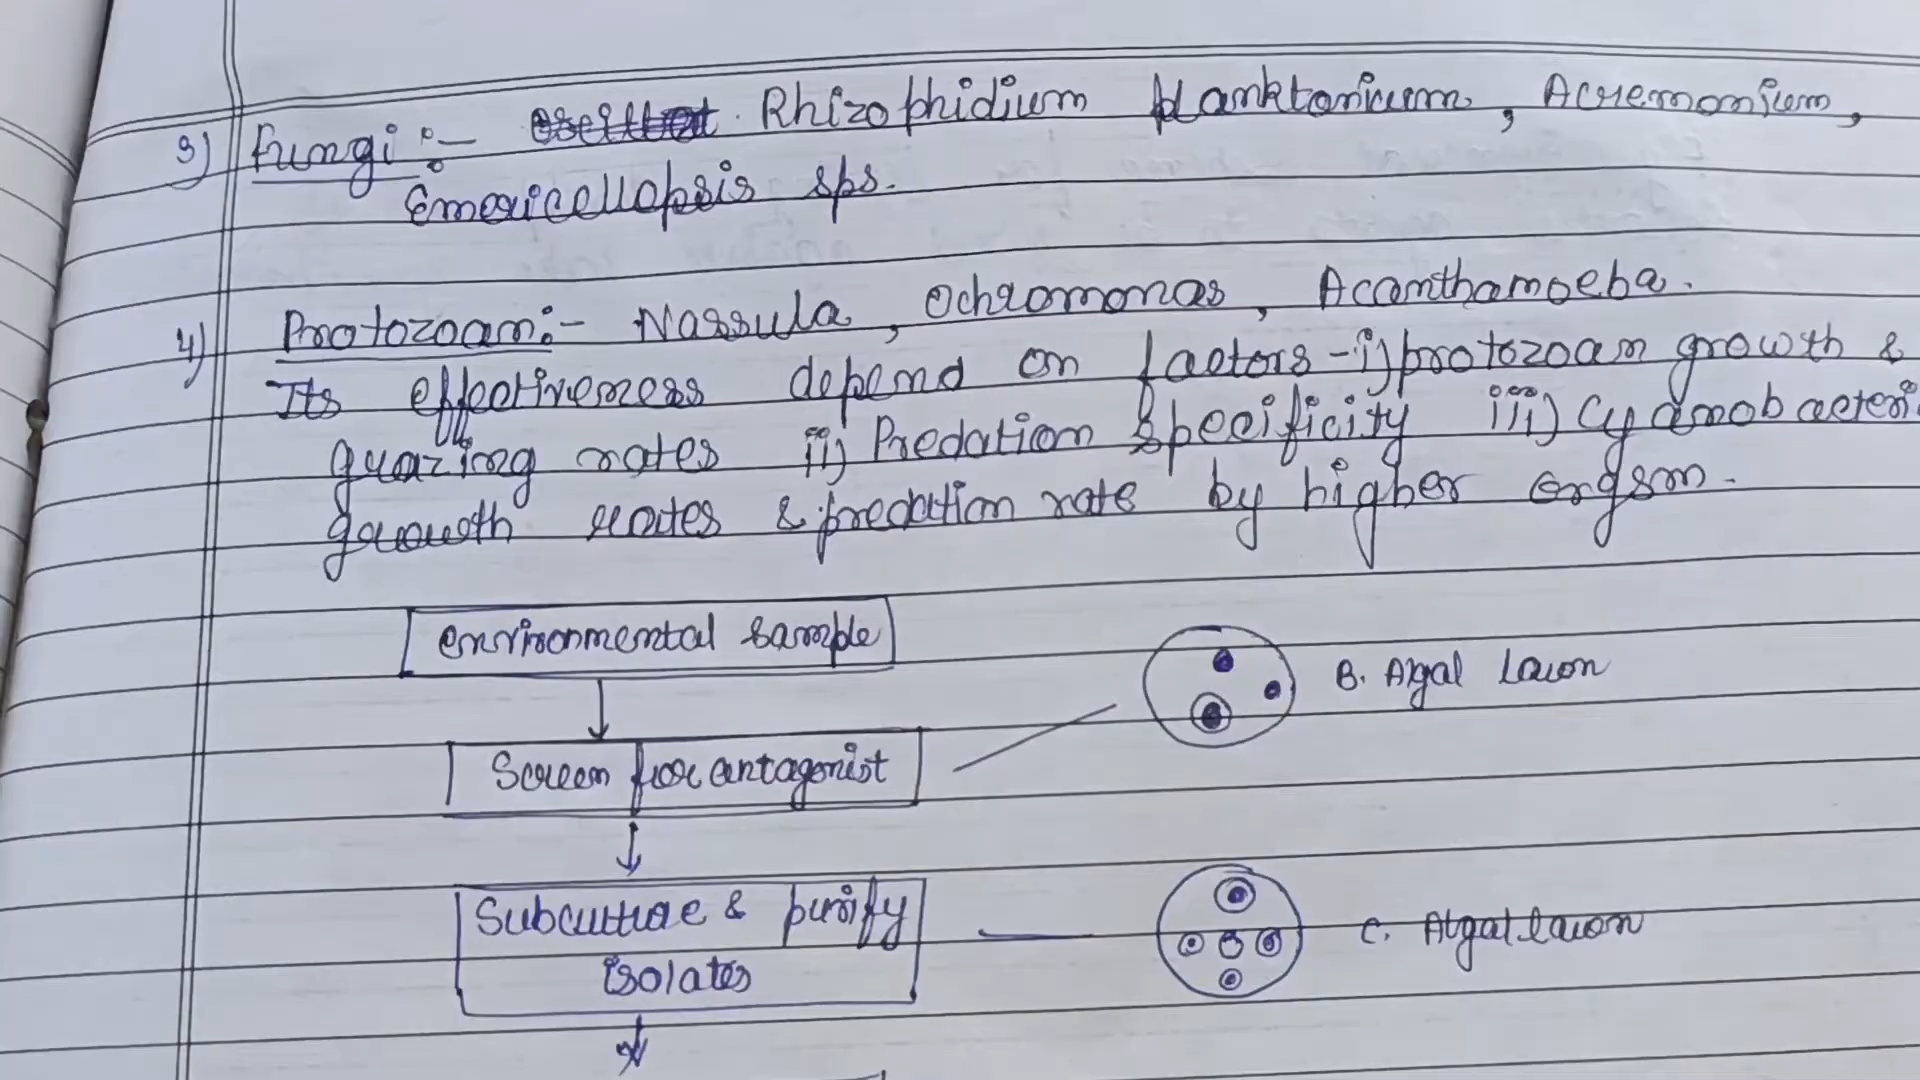 3) Fungi :- Rhizophidium planktonicum, Acremonium,
Emericellopsis sps.
4) Protozoan:- Nassula, Ochromonas, Acanthamoeba.
Its effectiveness depend on factors - i) protozoan growth &
grazing rates ii) Predation Specificity iii) Cyanobacteri
growth rates & predation rate by higher orgsm.
environmental sample
B. Algal lawn
Screen for antagonist
Subculture & purify
C. Algal lawn
isolates